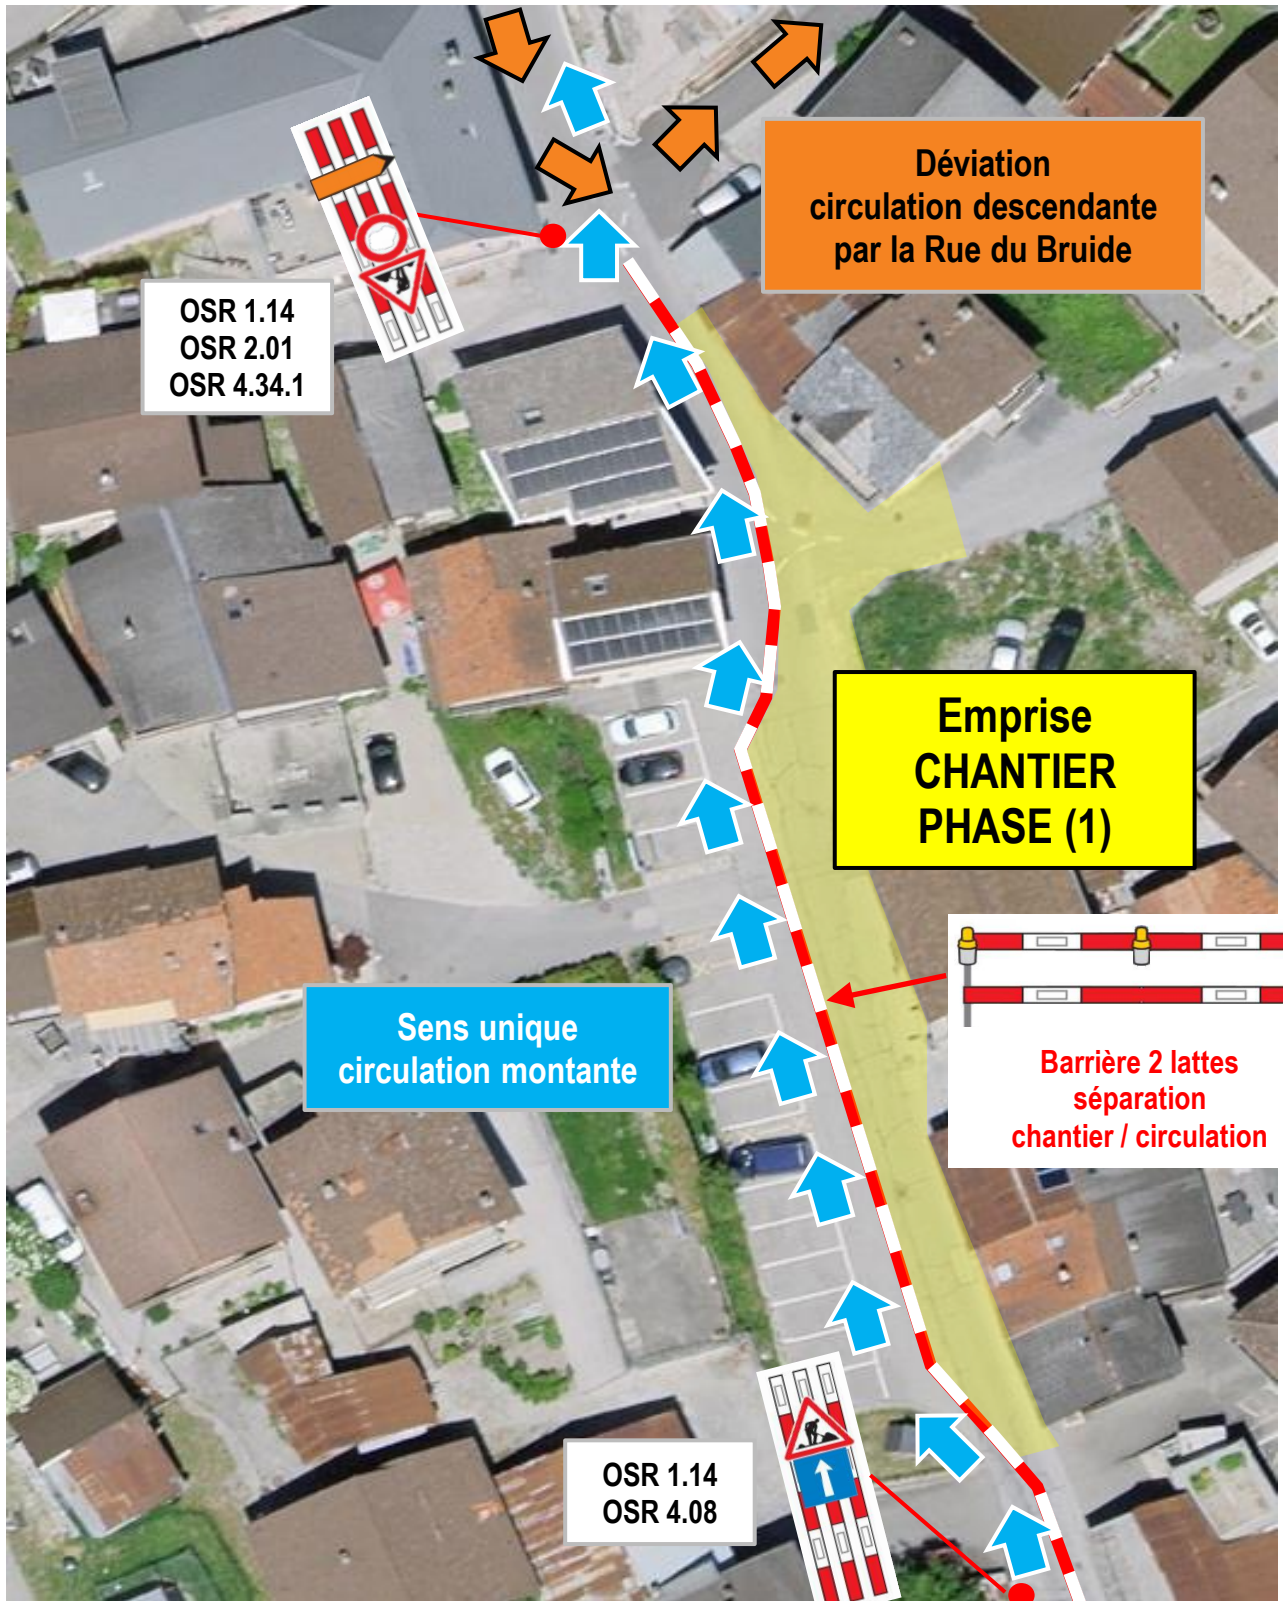 Déviation
circulation descendante
par la Rue du Bruide
OSR 1.14
OSR 2.01
OSR 4.34.1
Emprise
CHANTIER
PHASE (1)
Sens unique
circulation montante
Barrière 2 lattes
séparation
chantier / circulation
OSR 1.14
OSR 4.08